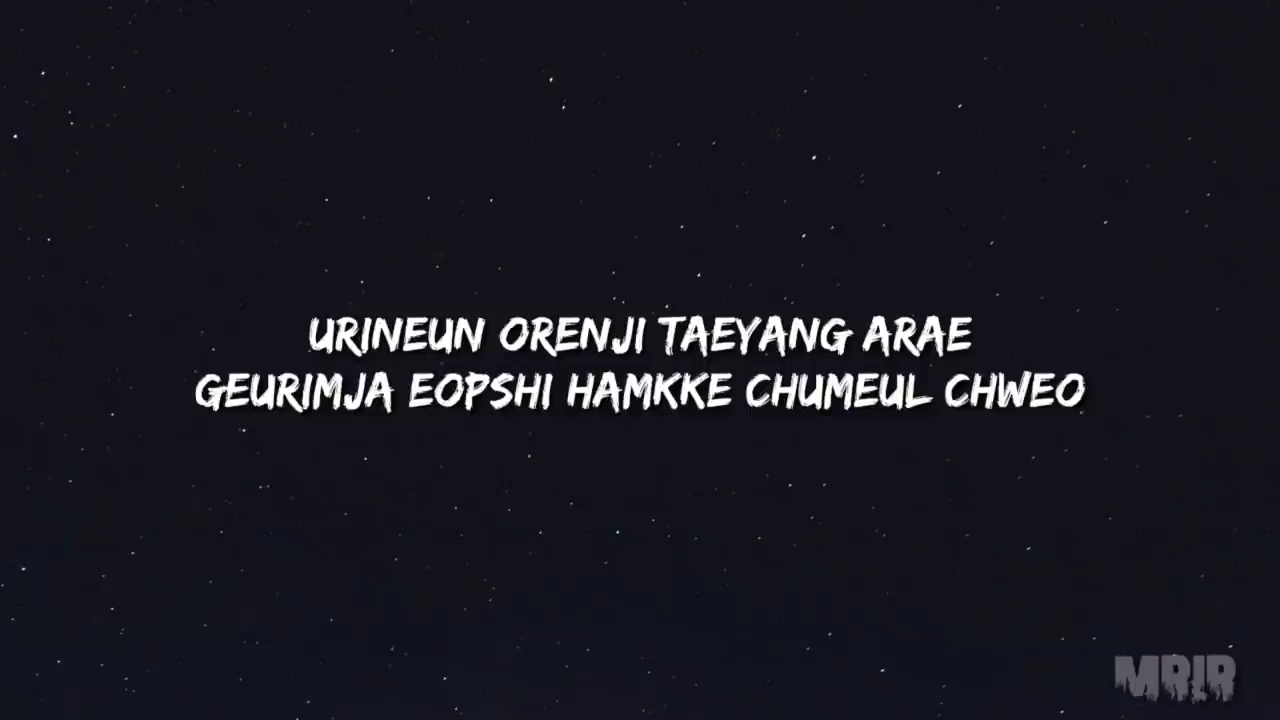 URINEUN ORENJI TAEYANG ARAE
GEURIMJA EOPSHI HAMKKE CHUMEUL CHWEO
MRIR